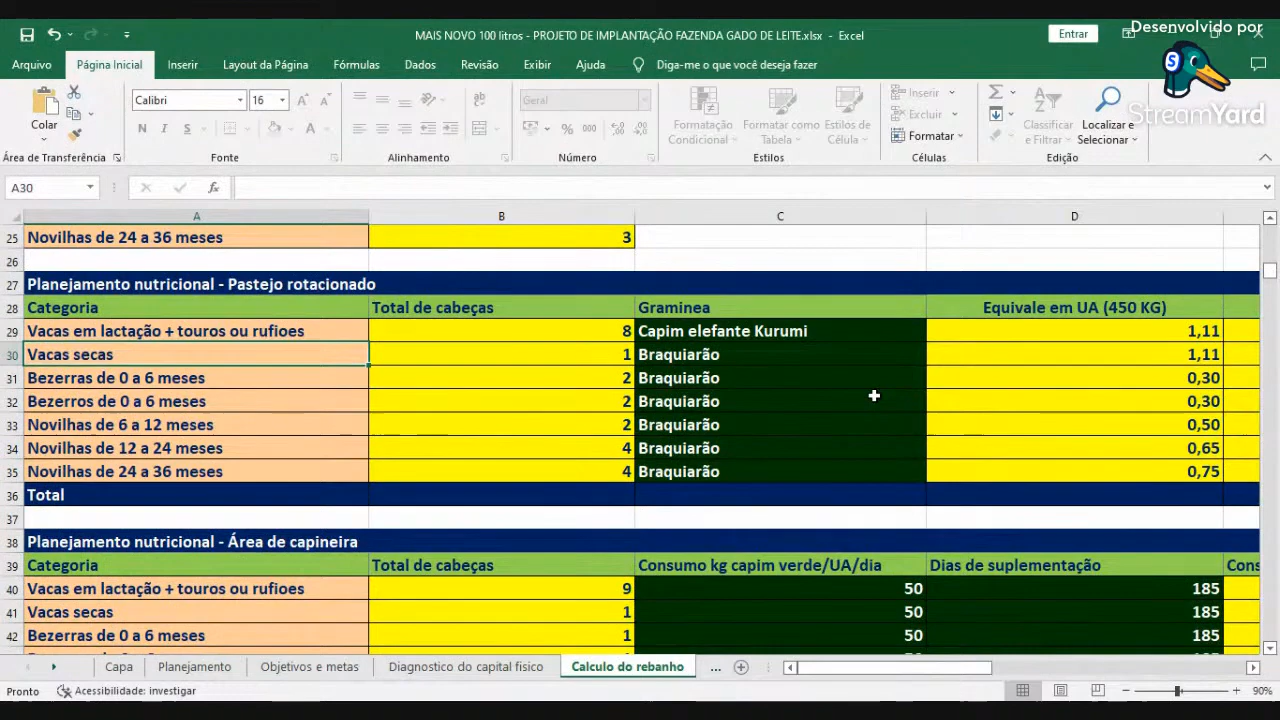 MAIS NOVO 100 litros - PROJETO DE IMPLANTAÇÃO FAZENDA GADO DE LEITE.xlsx - Excel
Entrar
Desenvolvido por
StreamYard
Arquivo Página Inicial Inserir Layout da Página Fórmulas Dados Revisão Exibir Ajuda Diga-me o que você deseja fazer
Colar
Calibri 16
N I S
Geral
% 000
Formatação Condicional
Formatar como Tabela
Estilos de Célula
Inserir
Excluir
Formatar
Classificar e Filtrar
Localizar e Selecionar
Área de Transferência Fonte Alinhamento Número Estilos Células Edição
A30 fx
A B C D
25 Novilhas de 24 a 36 meses 3
26
27 Planejamento nutricional - Pastejo rotacionado
28 Categoria Total de cabeças Graminea Equivale em UA (450 KG)
29 Vacas em lactação + touros ou rufioes 8 Capim elefante Kurumi 1,11
30 Vacas secas 1 Braquiarão 1,11
31 Bezerras de 0 a 6 meses 2 Braquiarão 0,30
32 Bezerros de 0 a 6 meses 2 Braquiarão 0,30
33 Novilhas de 6 a 12 meses 2 Braquiarão 0,50
34 Novilhas de 12 a 24 meses 4 Braquiarão 0,65
35 Novilhas de 24 a 36 meses 4 Braquiarão 0,75
36 Total
37
38 Planejamento nutricional - Área de capineira
39 Categoria Total de cabeças Consumo kg capim verde/UA/dia Dias de suplementação Cons
40 Vacas em lactação + touros ou rufioes 9 50 185
41 Vacas secas 1 50 185
42 Bezerras de 0 a 6 meses 1 50 185
Capa Planejamento Objetivos e metas Diagnostico do capital fisico Calculo do rebanho ...
Pronto Acessibilidade: investigar 90%